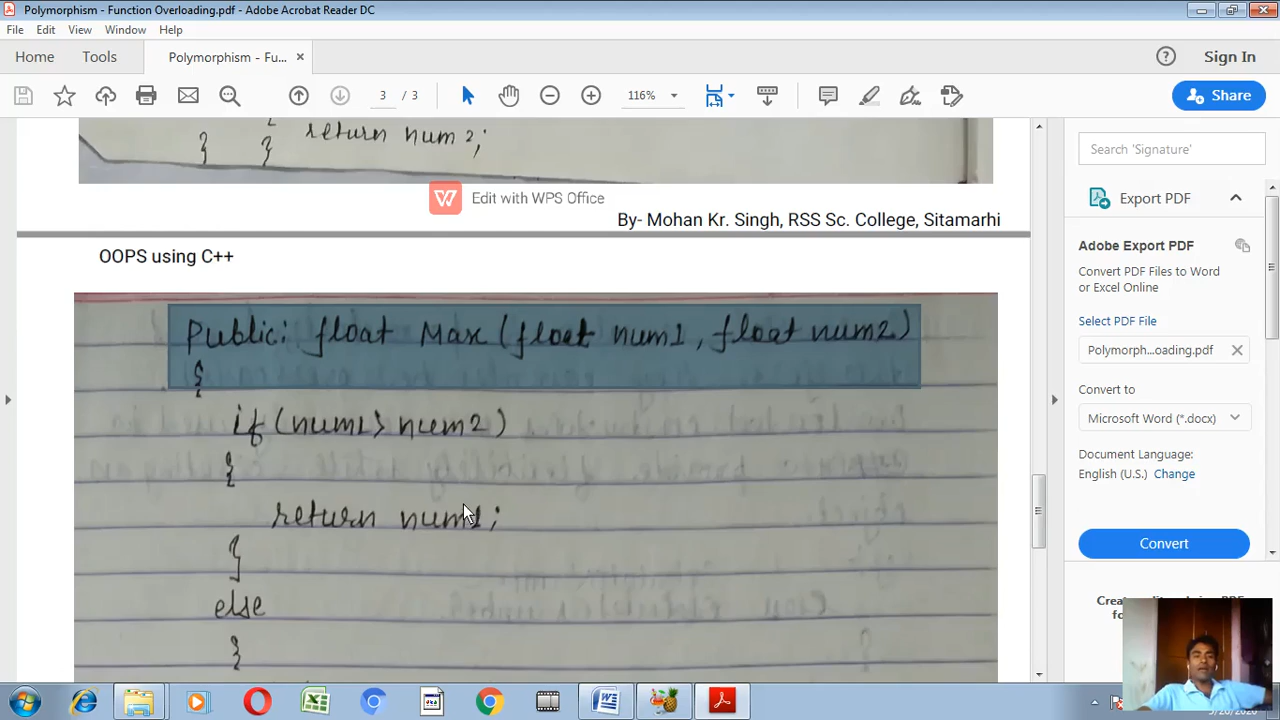 Polymorphism - Function Overloading.pdf - Adobe Acrobat Reader DC
File Edit View Window Help
Home Tools Polymorphism - Fu... ×
Sign In
3 / 3
116%
Share
return num2;
} }
Edit with WPS Office
By- Mohan Kr. Singh, RSS Sc. College, Sitamarhi
OOPS using C++
Public: float Max (float num1, float num2)
{
if (num1> num2)
{
return num1;
}
else
}
Search 'Signature'
Export PDF
Adobe Export PDF
Convert PDF Files to Word
or Excel Online
Select PDF File
Polymorph...oading.pdf
Convert to
Microsoft Word (*.docx)
Document Language:
English (U.S.) Change
Convert